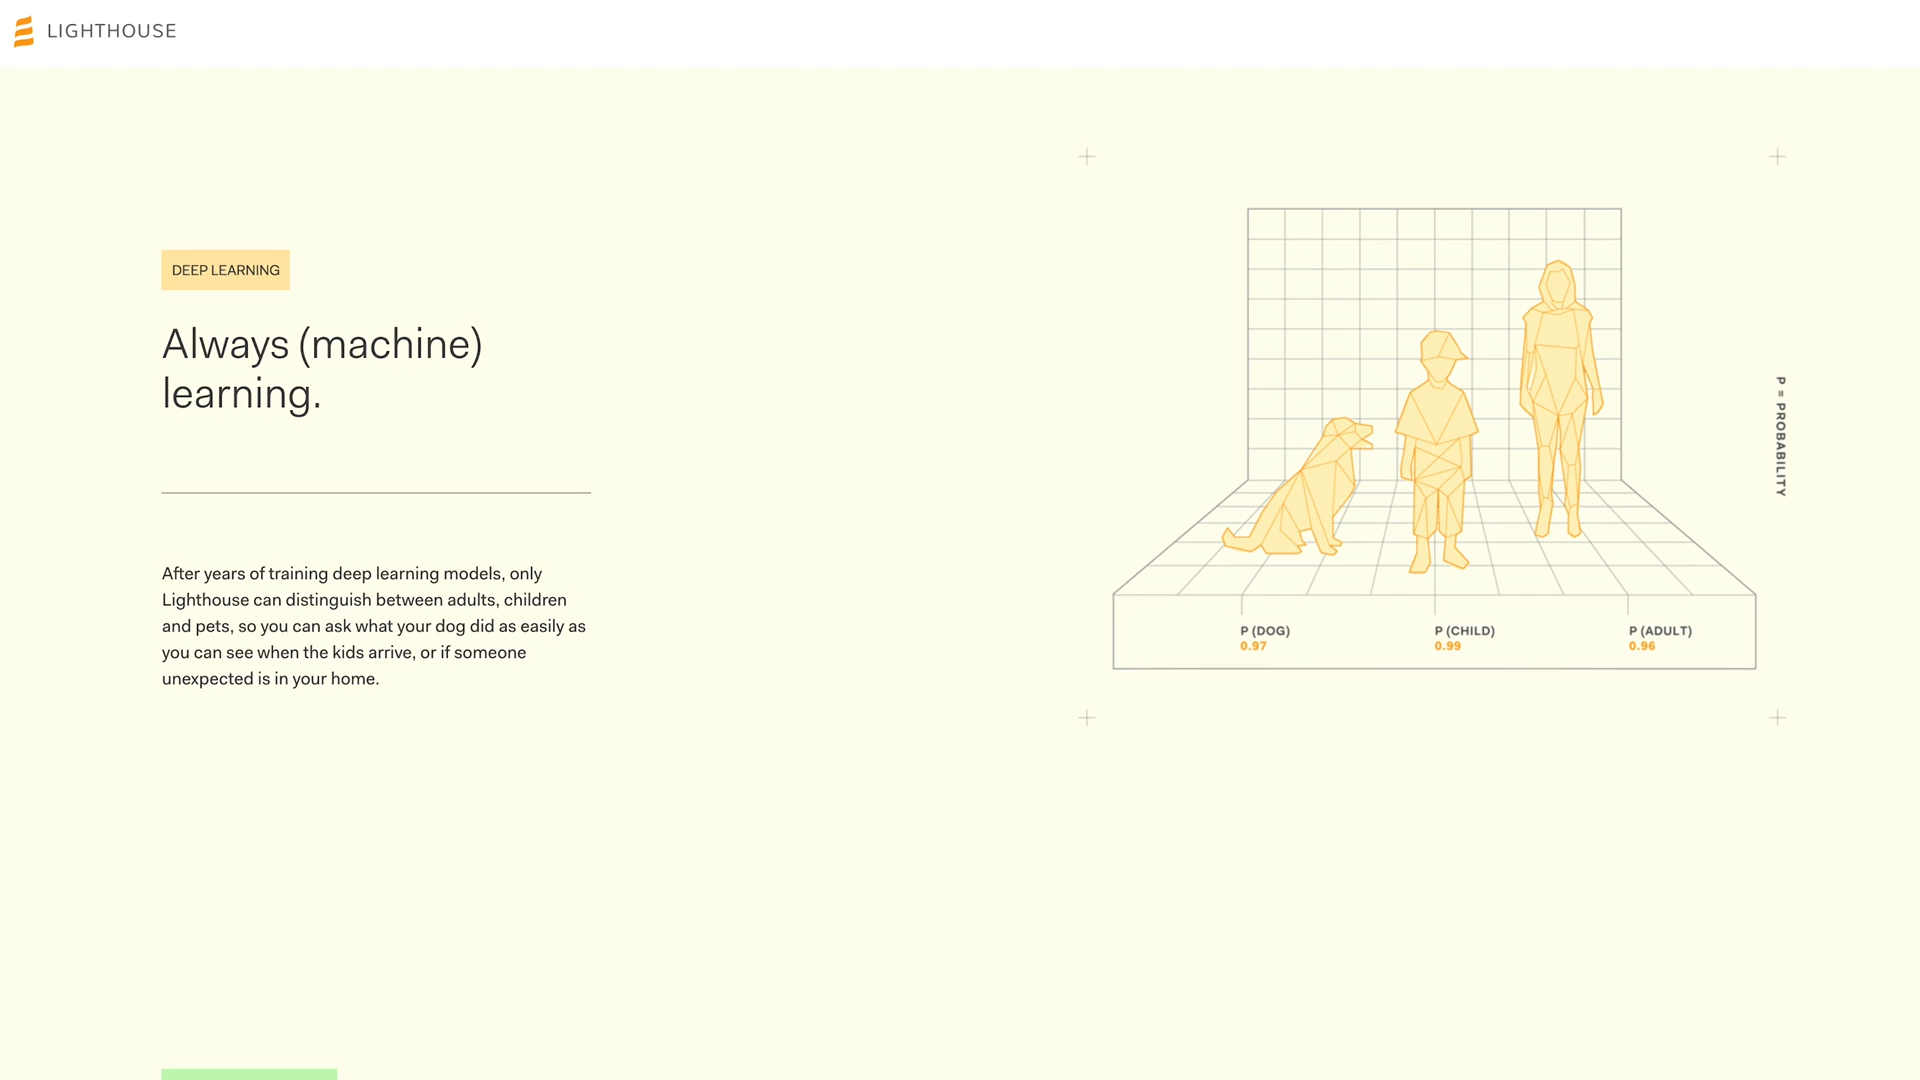 LIGHTHOUSE
DEEP LEARNING
Always (machine)
learning.
After years of training deep learning models, only
Lighthouse can distinguish between adults, children
and pets, so you can ask what your dog did as easily as
you can see when the kids arrive, or if someone
unexpected is in your home.
P = PROBABILITY
P (DOG)
0.97
P (CHILD)
0.99
P (ADULT)
0.96